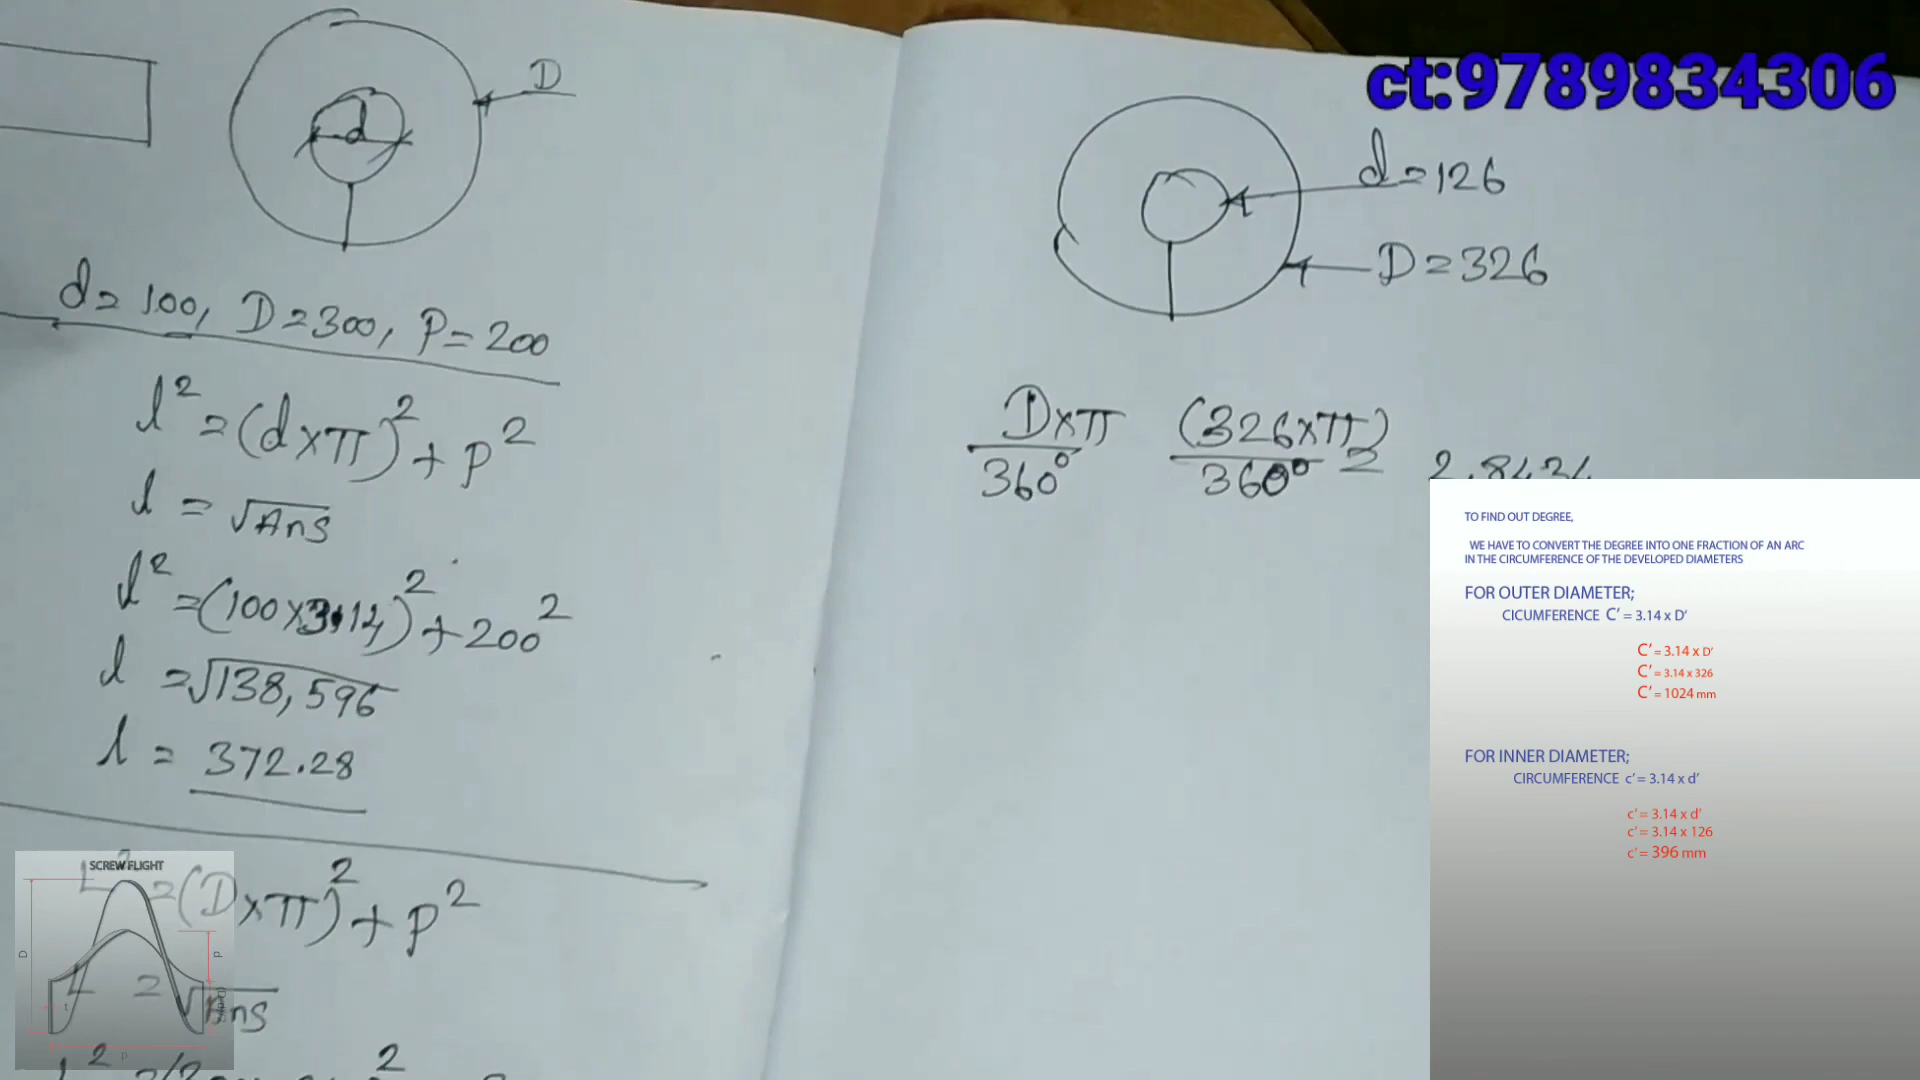 ct:9789834306
D
d
d = 100, D = 300, P = 200
l² = (d×π)² + p²
l = √Ans
l² = (100×3.14)² + 200²
l = √138,596
l = 372.28
L² = (D×π)² + p²
L = √Ans
d = 126
D = 326
D×π (326×π)
360° 360° = 2.8434
TO FIND OUT DEGREE,
WE HAVE TO CONVERT THE DEGREE INTO ONE FRACTION OF AN ARC
IN THE CIRCUMFERENCE OF THE DEVELOPED DIAMETERS
FOR OUTER DIAMETER;
CICUMFERENCE C' = 3.14 x D'
C' = 3.14 x D'
C' = 3.14 x 326
C' = 1024 mm
FOR INNER DIAMETER;
CIRCUMFERENCE c' = 3.14 x d'
c' = 3.14 x d'
c' = 3.14 x 126
c' = 396 mm
SCREW FLIGHT
D
d
t
p